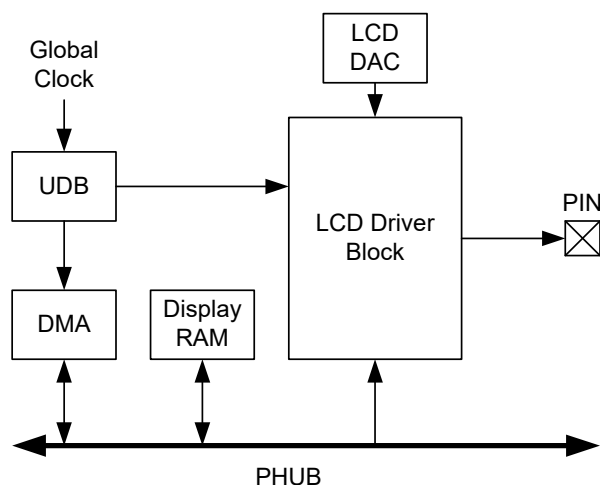 LCD
DAC
Global
Clock
UDB
LCD Driver
Block
PIN
DMA
Display
RAM
PHUB